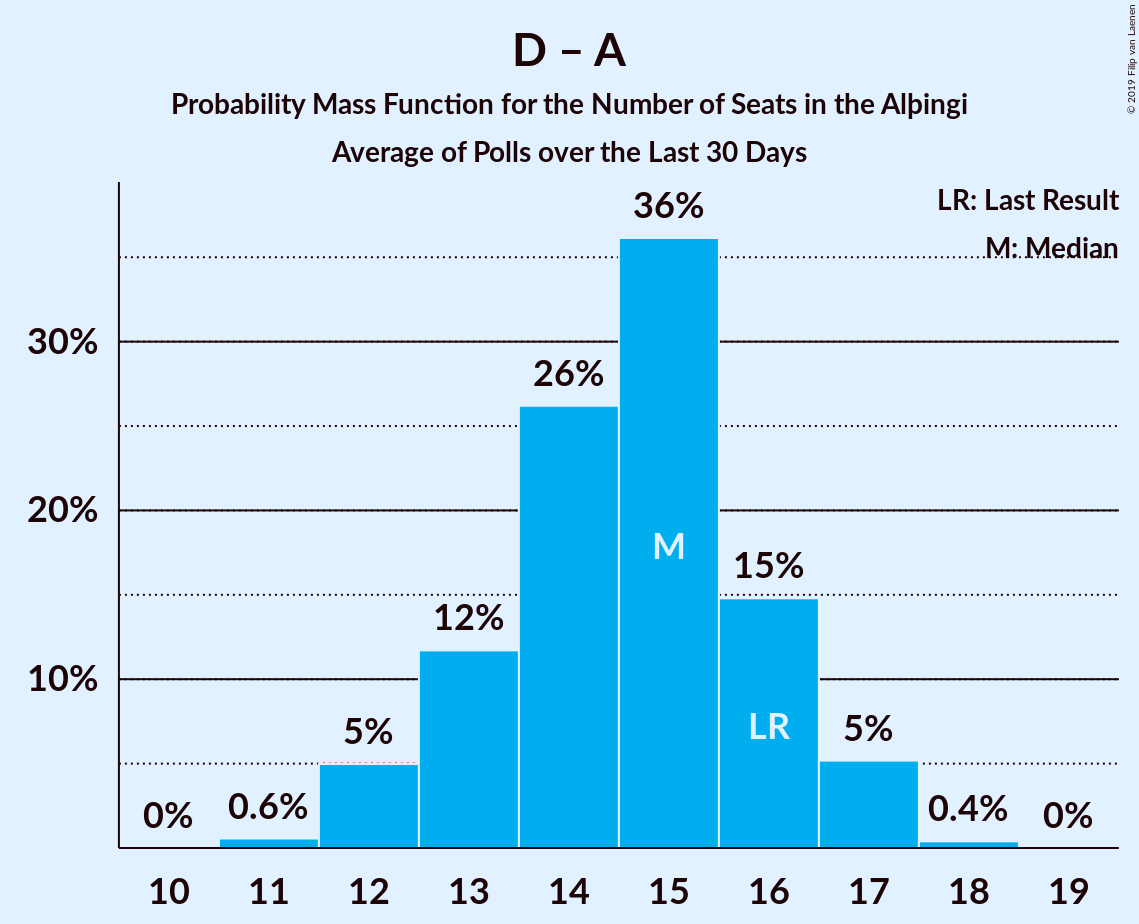 D – A
Probability Mass Function for the Number of Seats in the Alþingi
Average of Polls over the Last 30 Days
© 2019 Filip van Laenen
LR: Last Result
M: Median
36%
30%
26%
20%
M
15%
12%
10%
LR
5%
5%
0%
0.6%
0.4%
0%
10 11 12 13 14 15 16 17 18 19